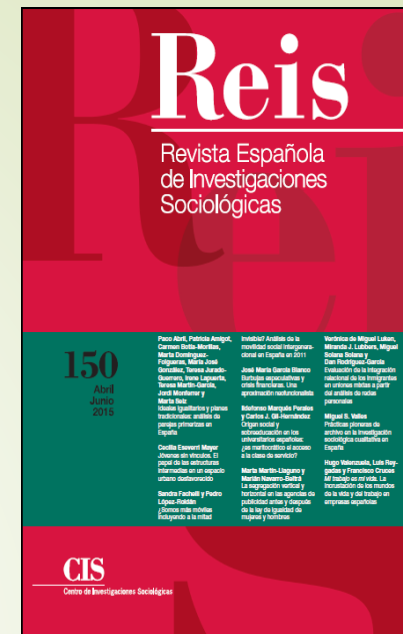 Reis
Revista Española
de Investigaciones
Sociológicas
150
Abril
Junio
2015
Paco Abril, Patricia Amigot,
Carmen Botía-Morillas,
Marta Domínguez-
Folgueras, María José
González, Teresa Jurado-
Guerrero, Irene Lapuerta,
Teresa Martín-García,
Jordi Monferrer y
Marta Seiz
Ideales igualitarios y planes
tradicionales: análisis de
parejas primerizas en
España
Cecilia Eseverri Mayer
Jóvenes sin vínculos. El
papel de las estructuras
intermedias en un espacio
urbano desfavorecido
Sandra Fachelli y Pedro
López-Roldán
¿Somos más móviles
incluyendo a la mitad
invisible? Análisis de la
movilidad social intergenera-
cional en España en 2011
José María García Blanco
Burbujas especulativas y
crisis financieras. Una
aproximación neofuncionalista
Ildefonso Marqués Perales
y Carlos J. Gil-Hernández
Origen social y
sobreeducación en los
universitarios españoles:
¿es meritocrático el acceso
a la clase de servicio?
Marta Martín-Llaguno y
Marián Navarro-Beltrá
La segregación vertical y
horizontal en las agencias de
publicidad antes y después
de la ley de igualdad de
mujeres y hombres
Verónica de Miguel Luken,
Miranda J. Lubbers, Miguel
Solana Solana y
Dan Rodríguez-García
Evaluación de la integración
relacional de los inmigrantes
en uniones mixtas a partir
del análisis de redes
personales
Miguel S. Valles
Prácticas pioneras de
archivo en la investigación
sociológica cualitativa en
España
Hugo Valenzuela, Luis Rey-
gadas y Francisco Cruces
Mi trabajo es mi vida. La
incrustación de los mundos
de la vida y del trabajo en
empresas españolas
CIS
Centro de Investigaciones Sociológicas